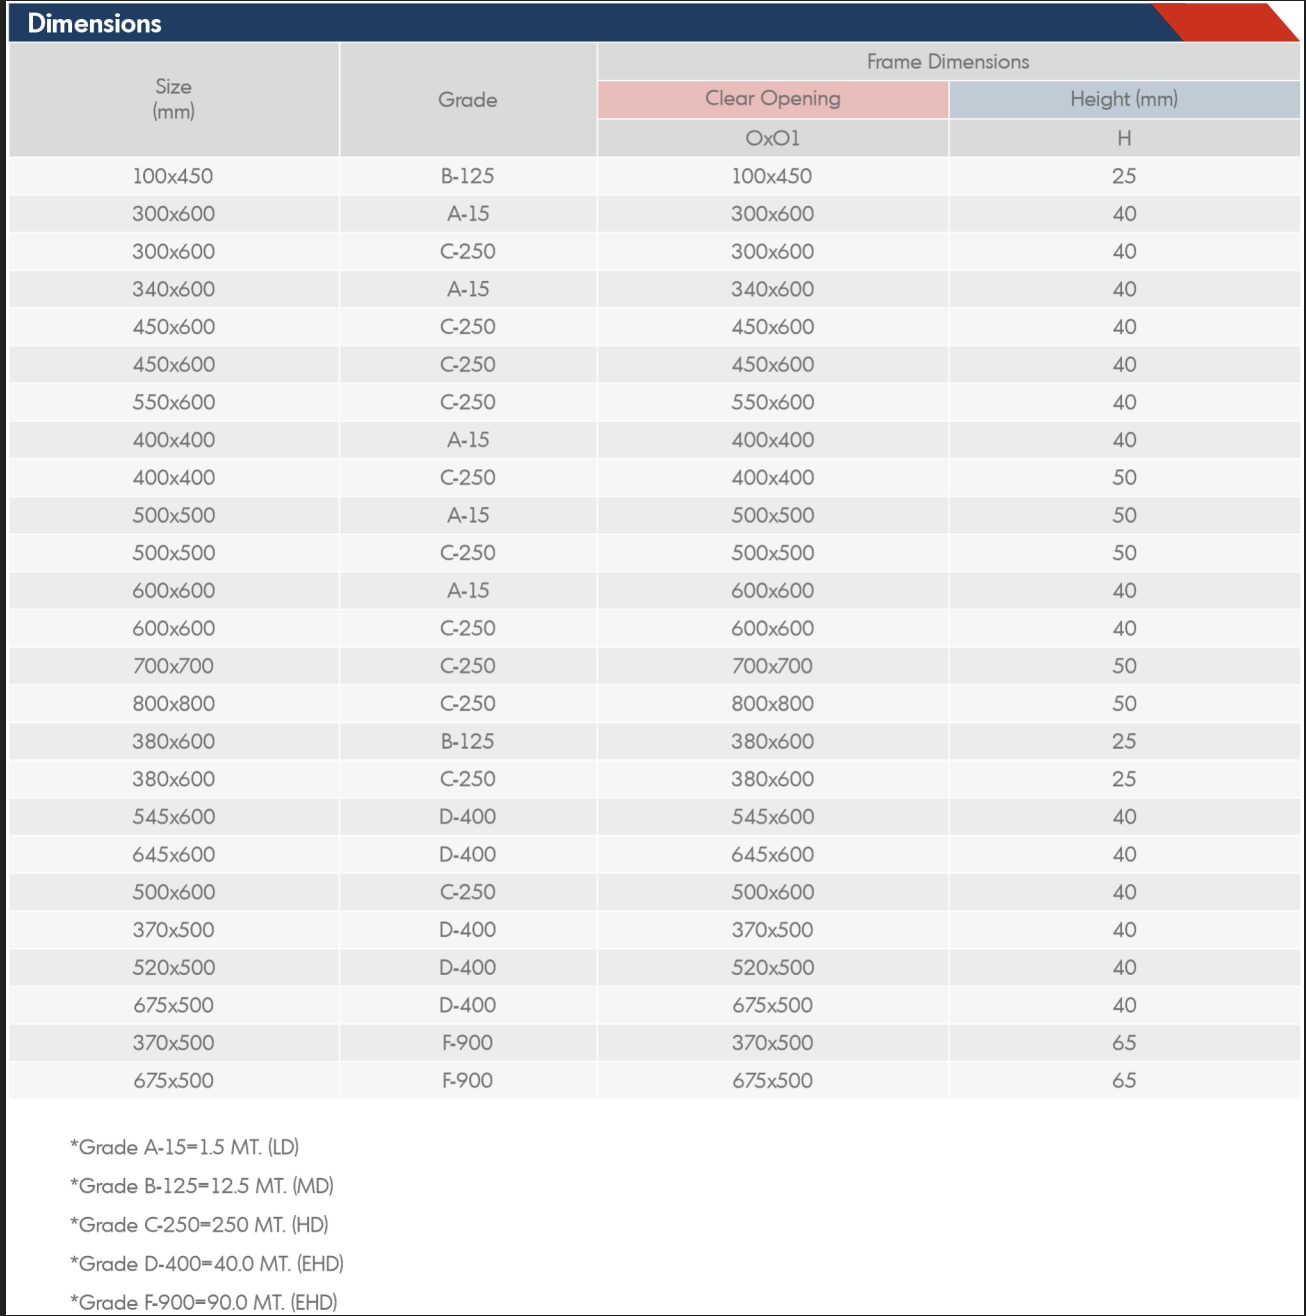 Dimensions
Size
(mm)
Grade
Frame Dimensions
Clear Opening
Height (mm)
OxO1
H
100x450 B-125 100x450 25
300x600 A-15 300x600 40
300x600 C-250 300x600 40
340x600 A-15 340x600 40
450x600 C-250 450x600 40
450x600 C-250 450x600 40
550x600 C-250 550x600 40
400x400 A-15 400x400 40
400x400 C-250 400x400 50
500x500 A-15 500x500 50
500x500 C-250 500x500 50
600x600 A-15 600x600 40
600x600 C-250 600x600 40
700x700 C-250 700x700 50
800x800 C-250 800x800 50
380x600 B-125 380x600 25
380x600 C-250 380x600 25
545x600 D-400 545x600 40
645x600 D-400 645x600 40
500x600 C-250 500x600 40
370x500 D-400 370x500 40
520x500 D-400 520x500 40
675x500 D-400 675x500 40
370x500 F-900 370x500 65
675x500 F-900 675x500 65
*Grade A-15=1.5 MT. (LD)
*Grade B-125=12.5 MT. (MD)
*Grade C-250=250 MT. (HD)
*Grade D-400=40.0 MT. (EHD)
*Grade F-900=90.0 MT. (EHD)